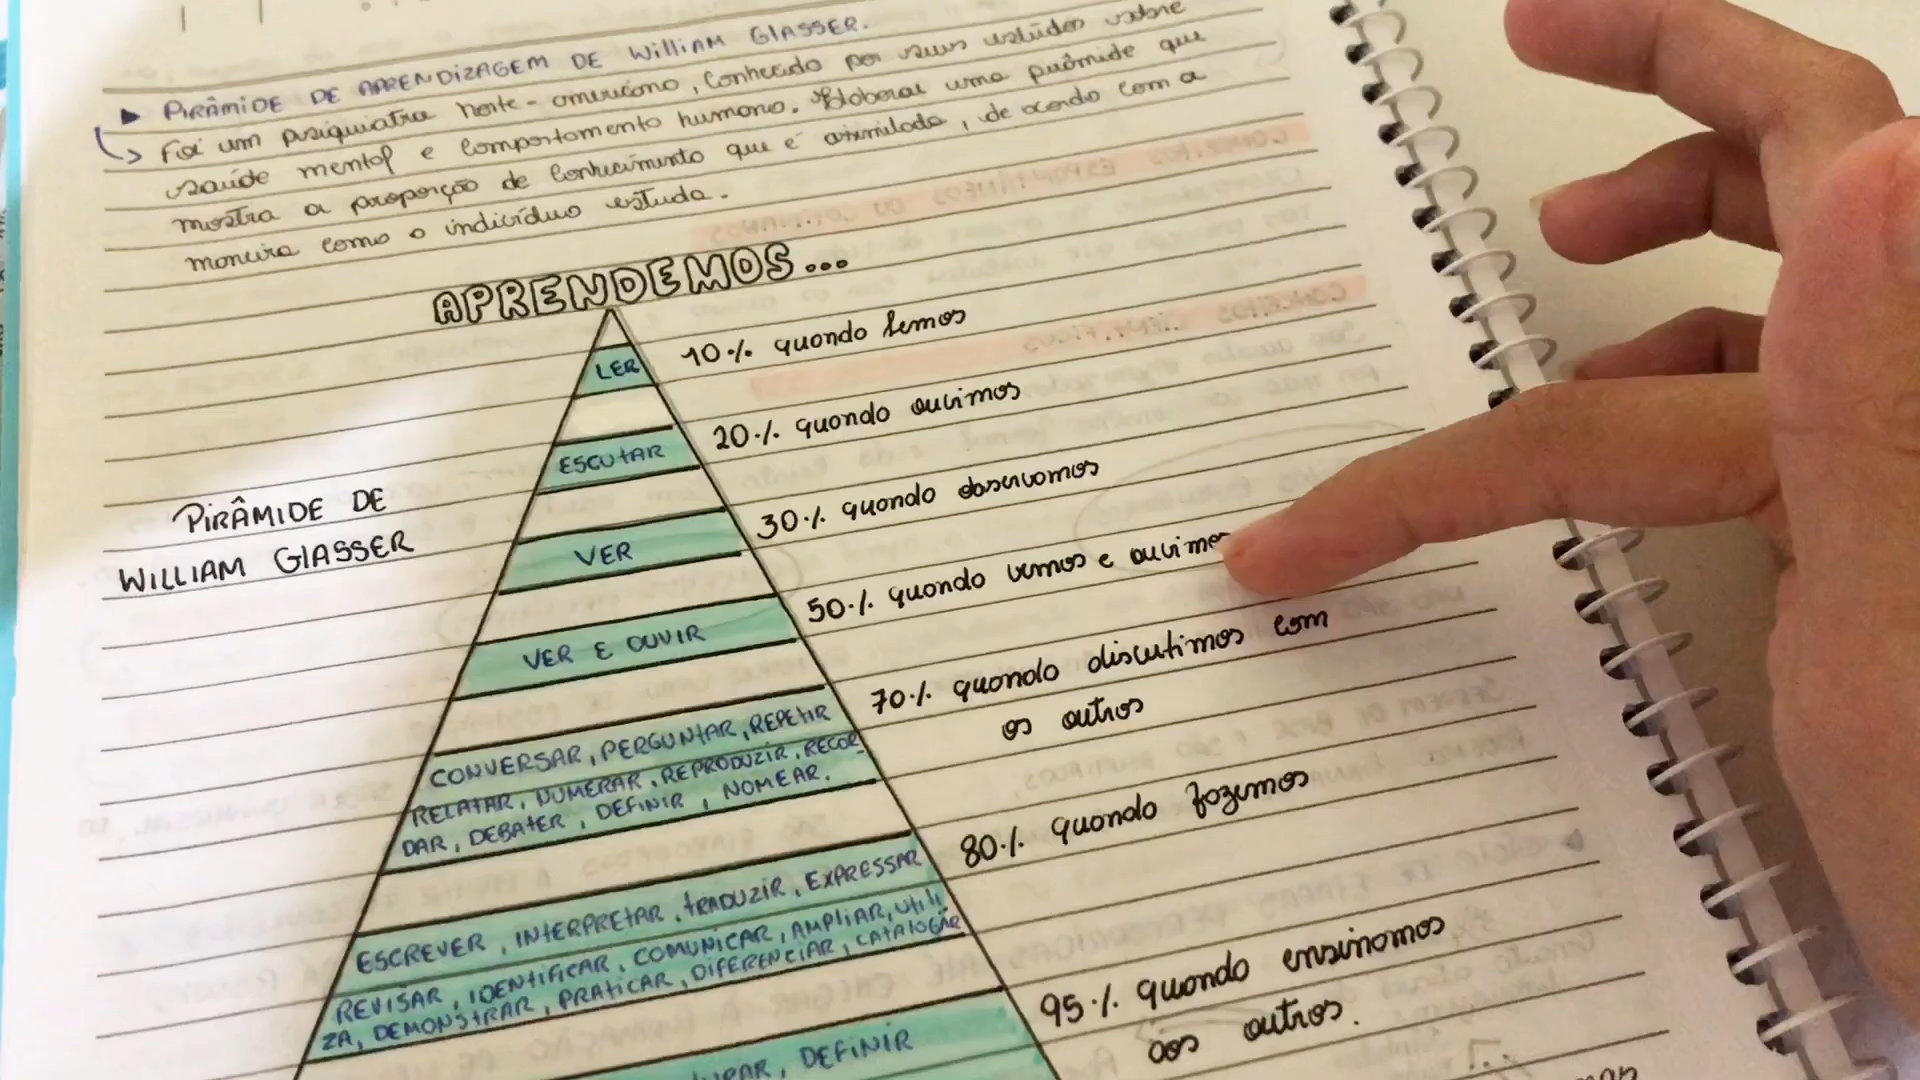 PIRÂMIDE DE APRENDIZAGEM DE WILLIAM GLASSER.
Foi um psiquiatra norte-americano, conhecido por seus estudos sobre
saúde mental e comportamento humano. Elaborou uma pirâmide que
mostra a proporção de conhecimento que é assimilado, de acordo com a
maneira como o indivíduo estuda.
APRENDEMOS...
LER
10% quando lemos
ESCUTAR
20% quando ouvimos
VER
30% quando observamos
PIRÂMIDE DE
WILLIAM GLASSER
VER E OUVIR
50% quando vemos e ouvimos
CONVERSAR, PERGUNTAR, REPETIR
RELATAR, NUMERAR, REPRODUZIR, RECOR
DAR, DEBATER, DEFINIR, NOMEAR.
70% quando discutimos com
os outros
ESCREVER, INTERPRETAR, TRADUZIR, EXPRESSAR
REVISAR, IDENTIFICAR, COMUNICAR, AMPLIAR, UTILI
ZA, DEMONSTRAR, PRATICAR, DIFERENCIAR, CATALOGAR
80% quando fazemos
DEFINIR
95% quando ensinamos
aos outros.